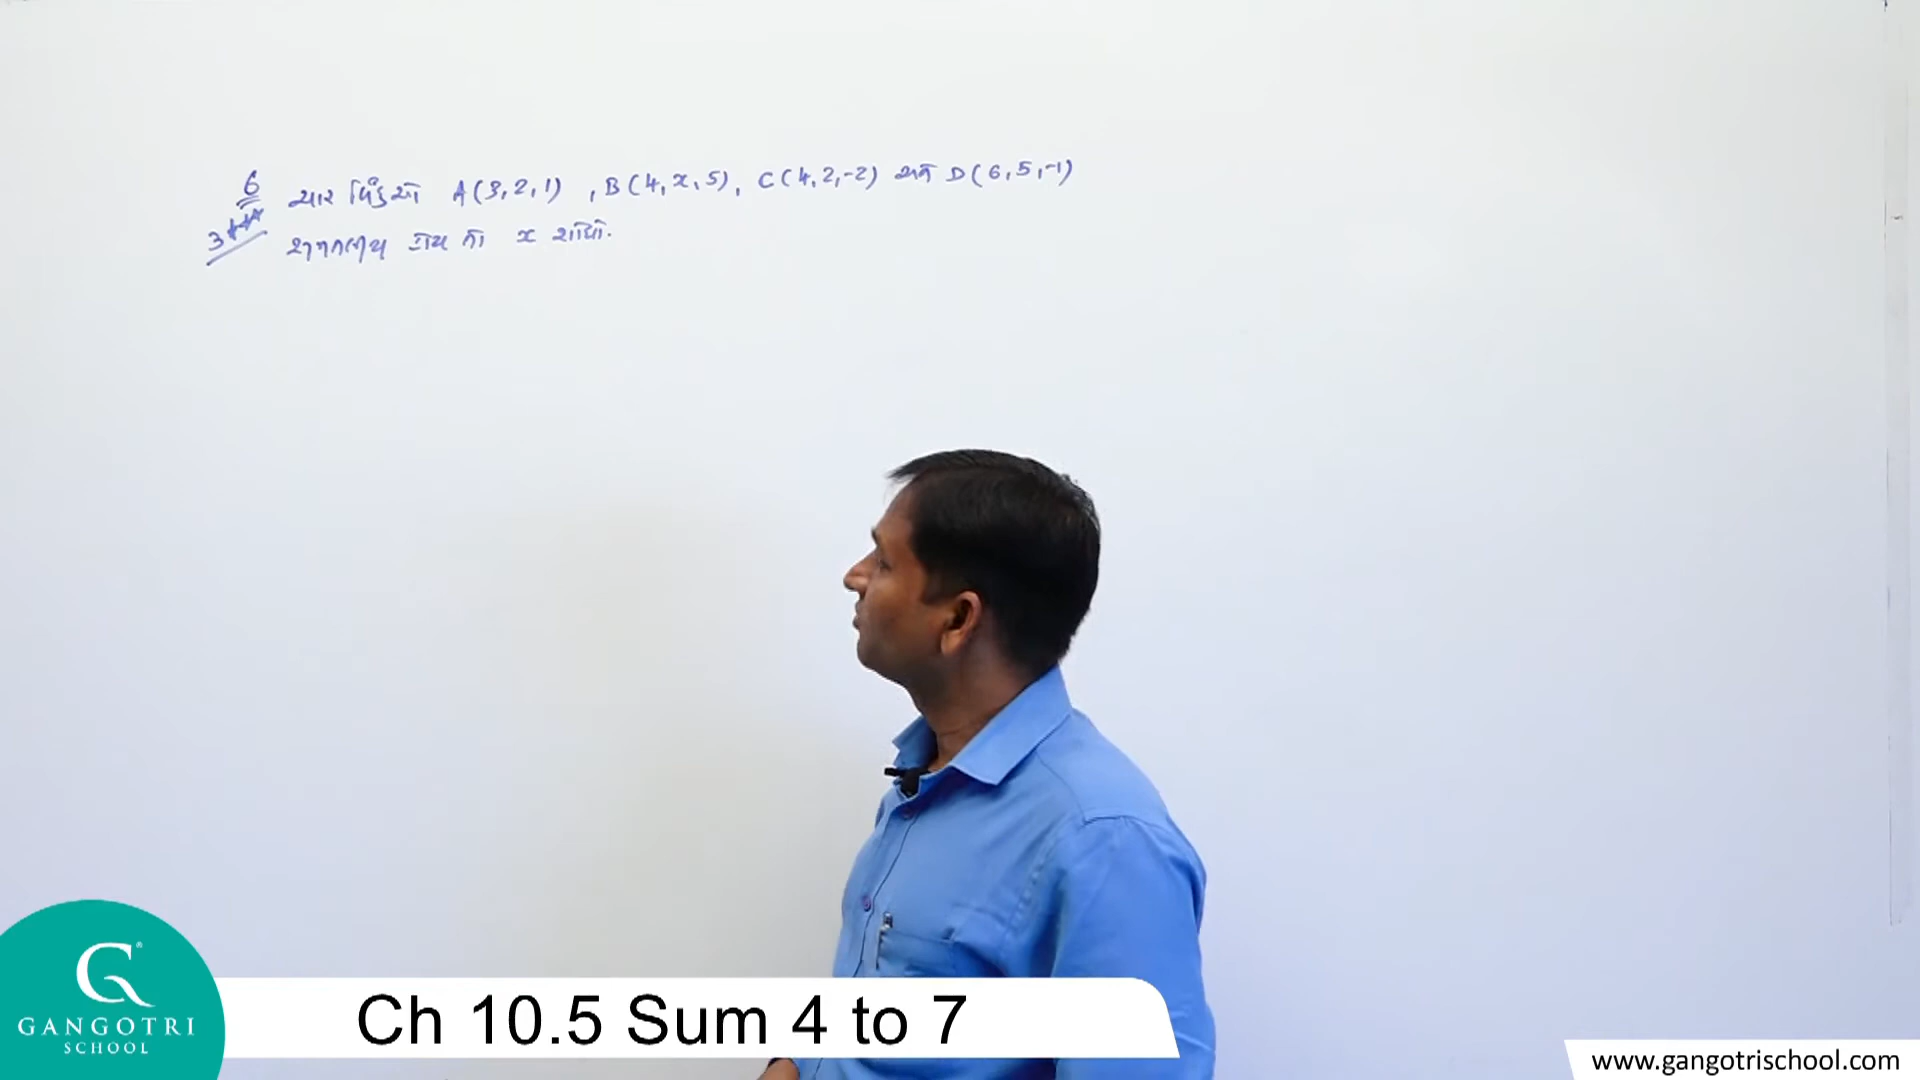 6 ચાર બિંદુઓ A(3,2,1) , B(4,x,5), C(4,2,-2) અને D(6,5,-1)
3*** સમતલીય હોય તો x શોધો.
Ch 10.5 Sum 4 to 7
GANGOTRI
SCHOOL
www.gangotrischool.com